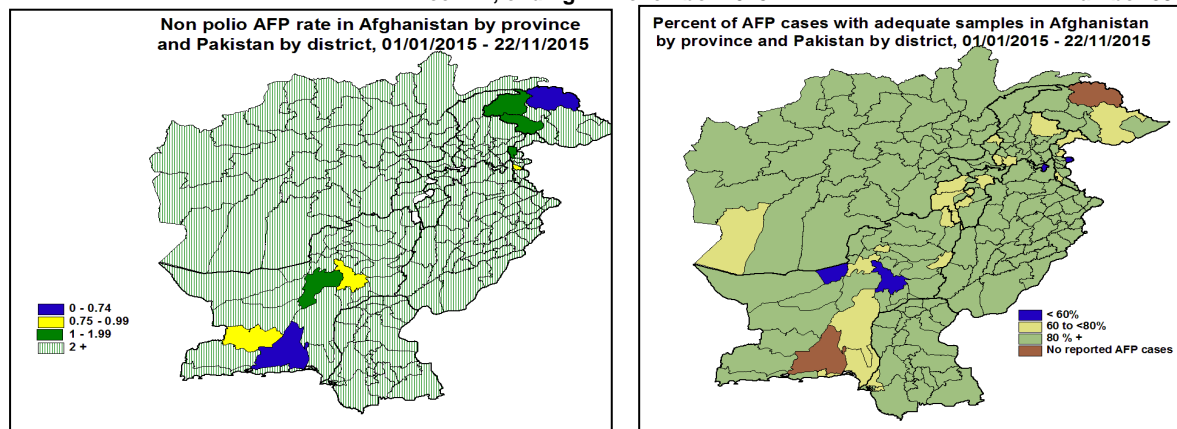 Non polio AFP rate in Afghanistan by province
and Pakistan by district, 01/01/2015 - 22/11/2015
0 - 0.74
0.75 - 0.99
1 - 1.99
2 +
Percent of AFP cases with adequate samples in Afghanistan
by province and Pakistan by district, 01/01/2015 - 22/11/2015
< 60%
60 to <80%
80 % +
No reported AFP cases